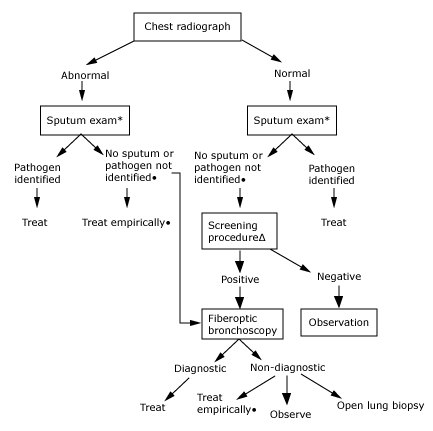 Chest radiograph
Abnormal
Normal
Sputum exam*
Sputum exam*
Pathogen
identified
No sputum or
pathogen not
identified•
No sputum or
pathogen not
identified•
Pathogen
identified
Treat
Treat empirically•
Screening
procedureΔ
Treat
Positive
Negative
Fiberoptic
bronchoscopy
Observation
Diagnostic
Non-diagnostic
Treat
Treat
empirically•
Observe
Open lung biopsy